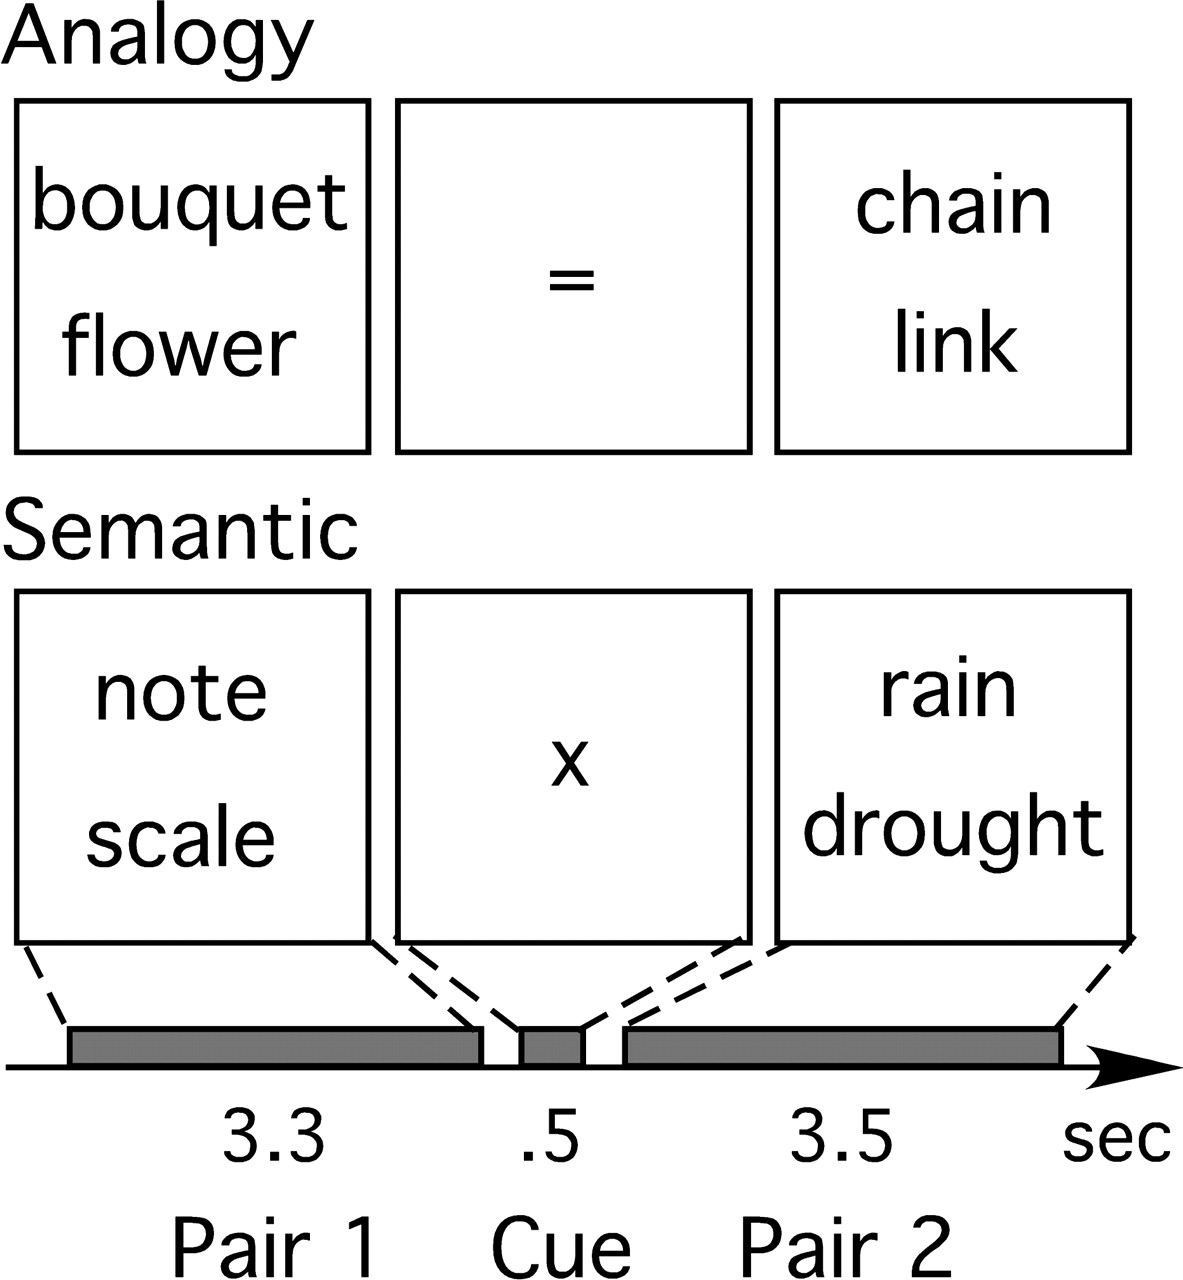 Analogy
bouquet
flower
=
chain
link
Semantic
note
scale
x
rain
drought
3.3 .5 3.5 sec
Pair 1 Cue Pair 2